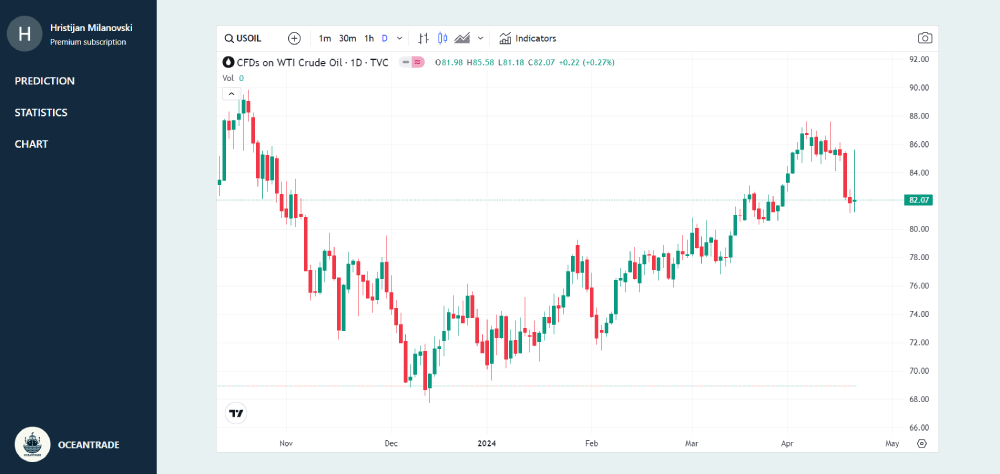 H
Hristijan Milanovski
Premium subscription
PREDICTION
STATISTICS
CHART
OCEANTRADE
OCEANTRADE
USOIL
1m 30m 1h D
Indicators
CFDs on WTI Crude Oil · 1D · TVC
O81.98 H85.58 L81.18 C82.07 +0.22 (+0.27%)
Vol 0
92.00
90.00
88.00
86.00
84.00
82.07
80.00
78.00
76.00
74.00
72.00
70.00
68.00
66.00
Nov Dec 2024 Feb Mar Apr May